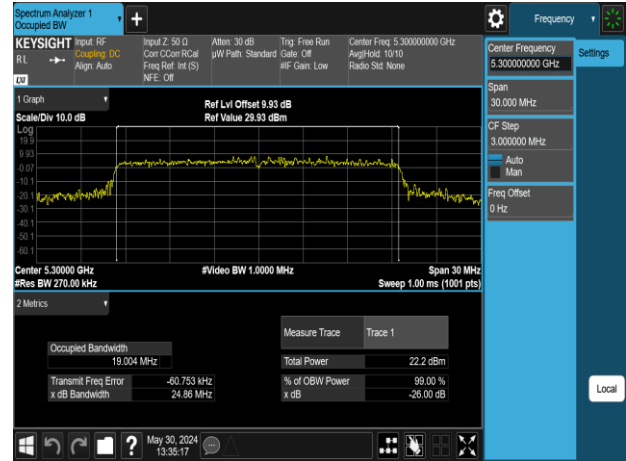 Spectrum Analyzer 1
Occupied BW
Frequency
KEYSIGHT
RL
LXI
Input: RF
Coupling: DC
Align: Auto
Input Z: 50 Ω
Corr CCorr RCal
Freq Ref: Int (S)
NFE: Off
Atten: 30 dB
µW Path: Standard
Trig: Free Run
Gate: Off
#IF Gain: Low
Center Freq: 5.300000000 GHz
Avg|Hold: 10/10
Radio Std: None
Center Frequency
5.300000000 GHz
Settings
Span
30.000 MHz
CF Step
3.000000 MHz
Auto
Man
Freq Offset
0 Hz
Local
1 Graph
Scale/Div 10.0 dB
Ref Lvl Offset 9.93 dB
Ref Value 29.93 dBm
Log
19.9
9.93
-0.07
-10.1
-20.1
-30.1
-40.1
-50.1
-60.1
Center 5.30000 GHz
#Res BW 270.00 kHz
#Video BW 1.0000 MHz
Span 30 MHz
Sweep 1.00 ms (1001 pts)
2 Metrics
Measure Trace Trace 1
Occupied Bandwidth
19.004 MHz
Total Power 22.2 dBm
Transmit Freq Error -60.753 kHz
% of OBW Power 99.00 %
x dB Bandwidth 24.86 MHz
x dB -26.00 dB
May 30, 2024
13:35:17